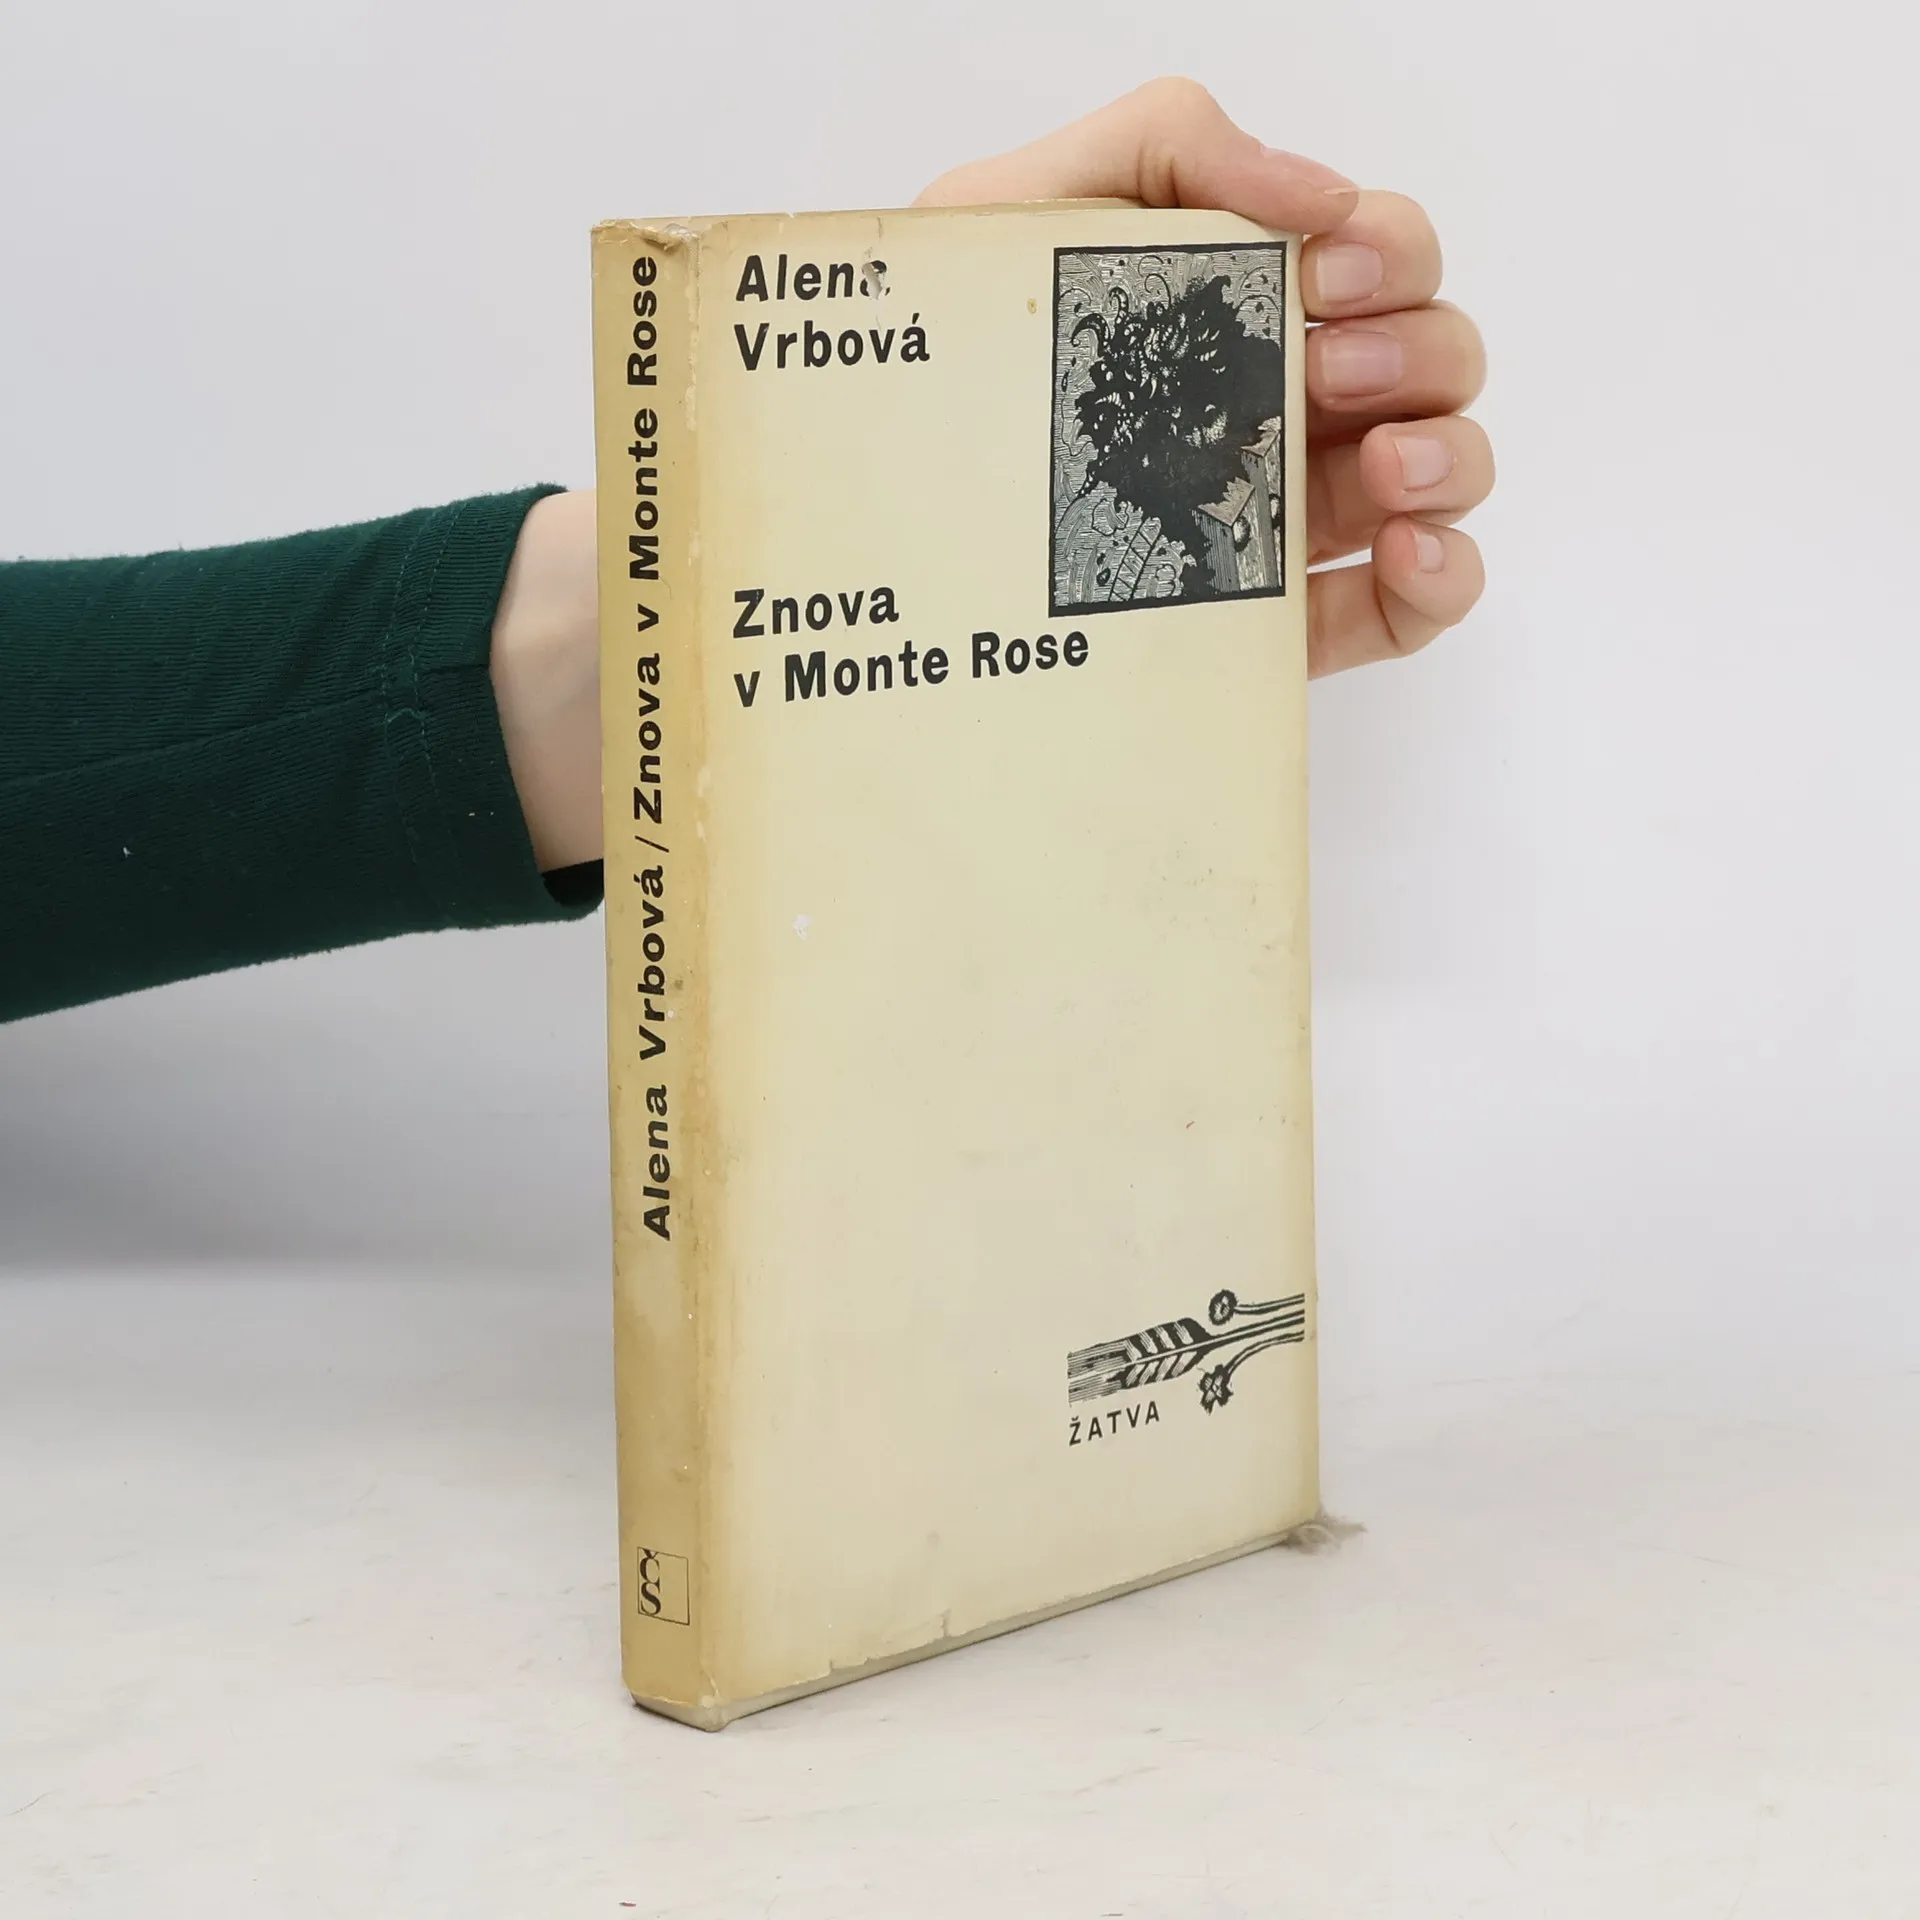 Alena
Vrbová
Znova
v Monte Rose
ŽATVA
Alena Vrbová / Znova v Monte Rose
ČS